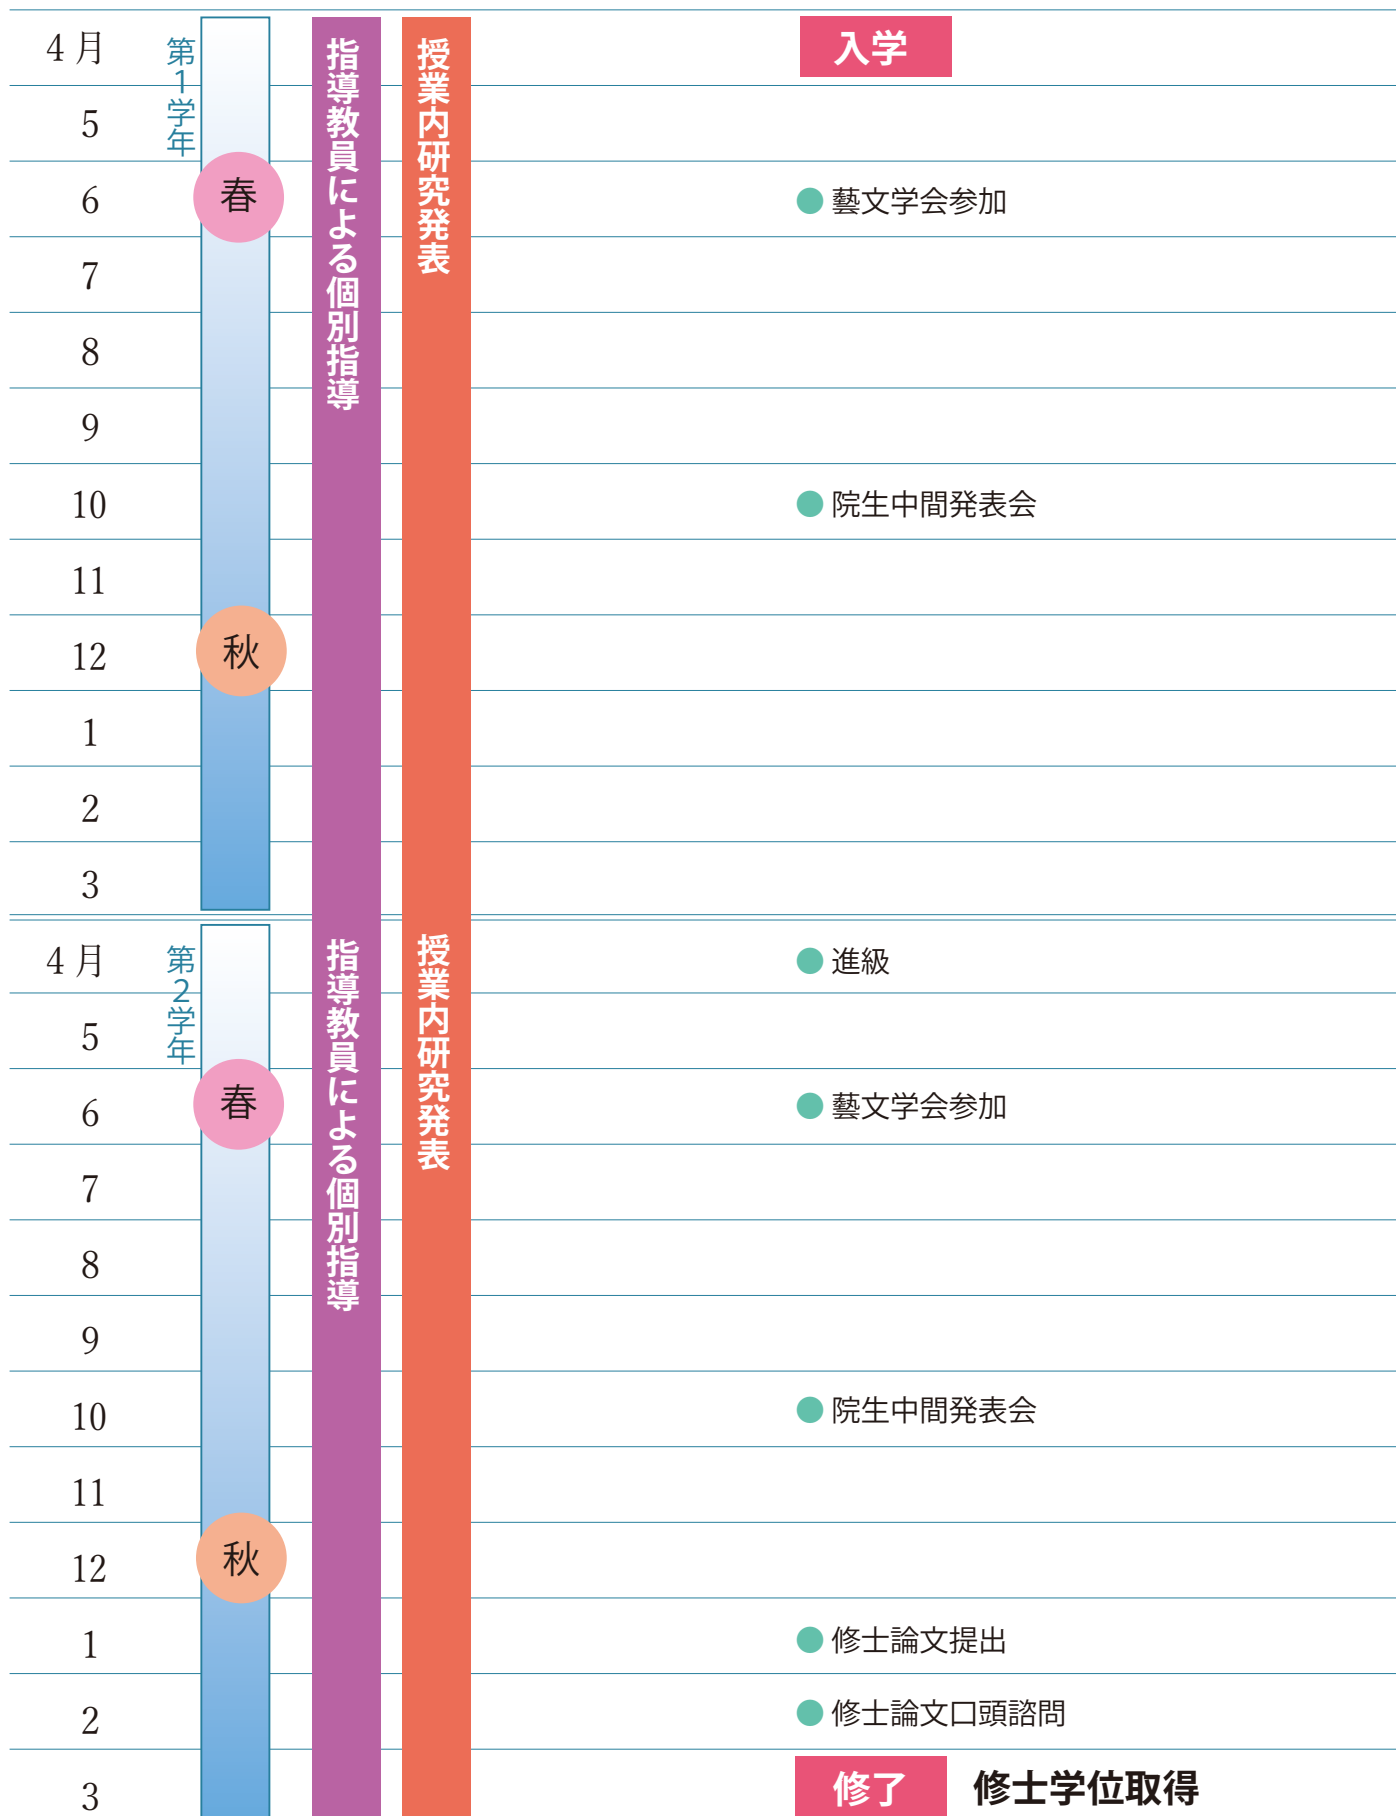 4月
第1学年
指導教員による個別指導
授業内研究発表
入学
5
6
春
藝文学会参加
7
8
9
10
院生中間発表会
11
12
秋
1
2
3
4月
第2学年
指導教員による個別指導
授業内研究発表
進級
5
6
春
藝文学会参加
7
8
9
10
院生中間発表会
11
12
秋
1
修士論文提出
2
修士論文口頭諮問
3
修了 修士学位取得